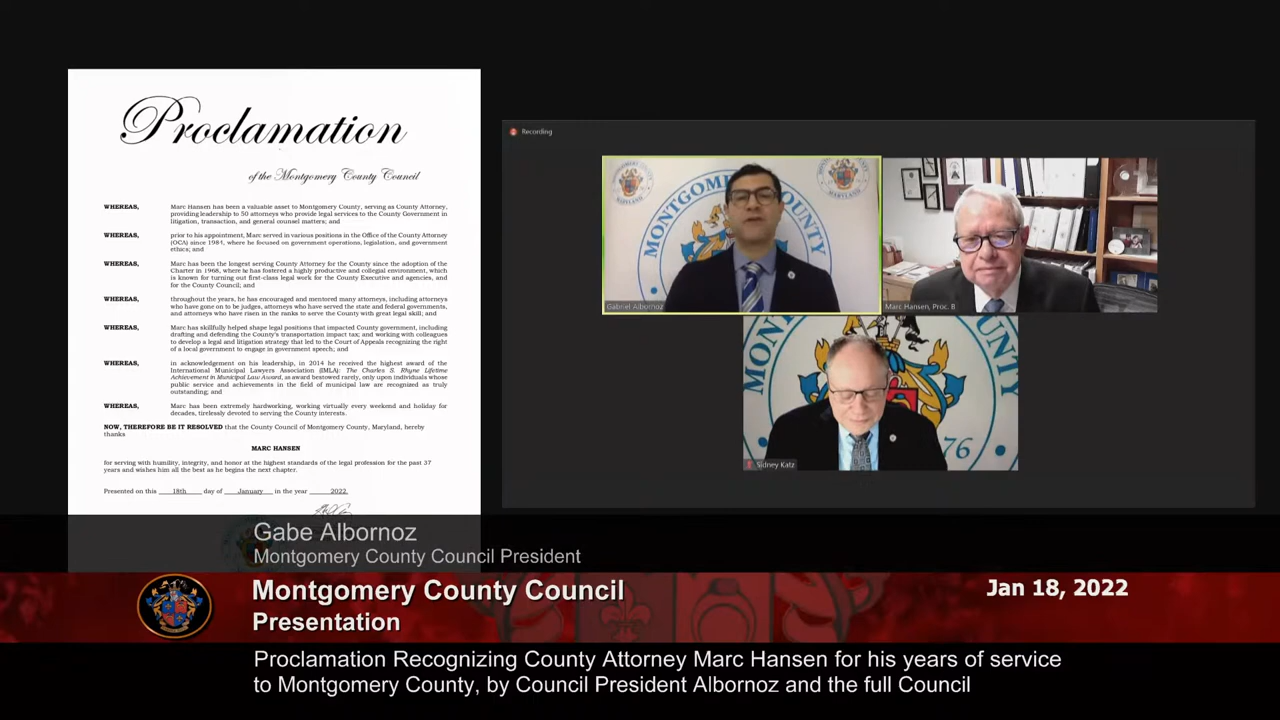 Proclamation
of the Montgomery County Council
WHEREAS, Marc Hansen has been a valuable asset to Montgomery County, serving as County Attorney,
providing leadership to 50 attorneys who provide legal services to the County Government in
litigation, transaction, and general counsel matters; and
WHEREAS, prior to his appointment, Marc served in various positions in the Office of the County Attorney
(OCA) since 1984, where he focused on government operations, legislation, and government
ethics; and
WHEREAS, Marc has been the longest serving County Attorney for the County since the adoption of the
Charter in 1968, where he has fostered a highly productive and collegial environment, which
is known for turning out first-class legal work for the County Executive and agencies, and
for the County Council; and
WHEREAS, throughout the years, he has encouraged and mentored many attorneys, including attorneys
who have gone on to be judges, attorneys who have served the state and federal governments,
and attorneys who have risen in the ranks to serve the County with great legal skill; and
WHEREAS, Marc has skillfully helped shape legal positions that impacted County government, including
drafting and defending the County's transportation impact tax; and working with colleagues
to develop a legal and litigation strategy that led to the Court of Appeals recognizing the right
of a local government to engage in government speech; and
WHEREAS, in acknowledgement on his leadership, in 2014 he received the highest award of the
International Municipal Lawyers Association (IMLA): The Charles S. Rhyne Lifetime
Achievement in Municipal Law Award, as award bestowed rarely, only upon individuals whose
public service and achievements in the field of municipal law are recognized as truly
outstanding; and
WHEREAS, Marc has been extremely hardworking, working virtually every weekend and holiday for
decades, tirelessly devoted to serving the County interests.
NOW, THEREFORE BE IT RESOLVED that the County Council of Montgomery County, Maryland, hereby
thanks
MARC HANSEN
for serving with humility, integrity, and honor at the highest standards of the legal profession for the past 37
years and wishes him all the best as he begins the next chapter.
Presented on this 18th day of January in the year 2022.
Recording
MONTGOMERY COUNTY
MARYLAND
Gabriel Albornoz
Marc Hansen, Proc. B
76
Sidney Katz
Gabe Albornoz
Montgomery County Council President
Montgomery County Council
Presentation
Jan 18, 2022
Proclamation Recognizing County Attorney Marc Hansen for his years of service
to Montgomery County, by Council President Albornoz and the full Council